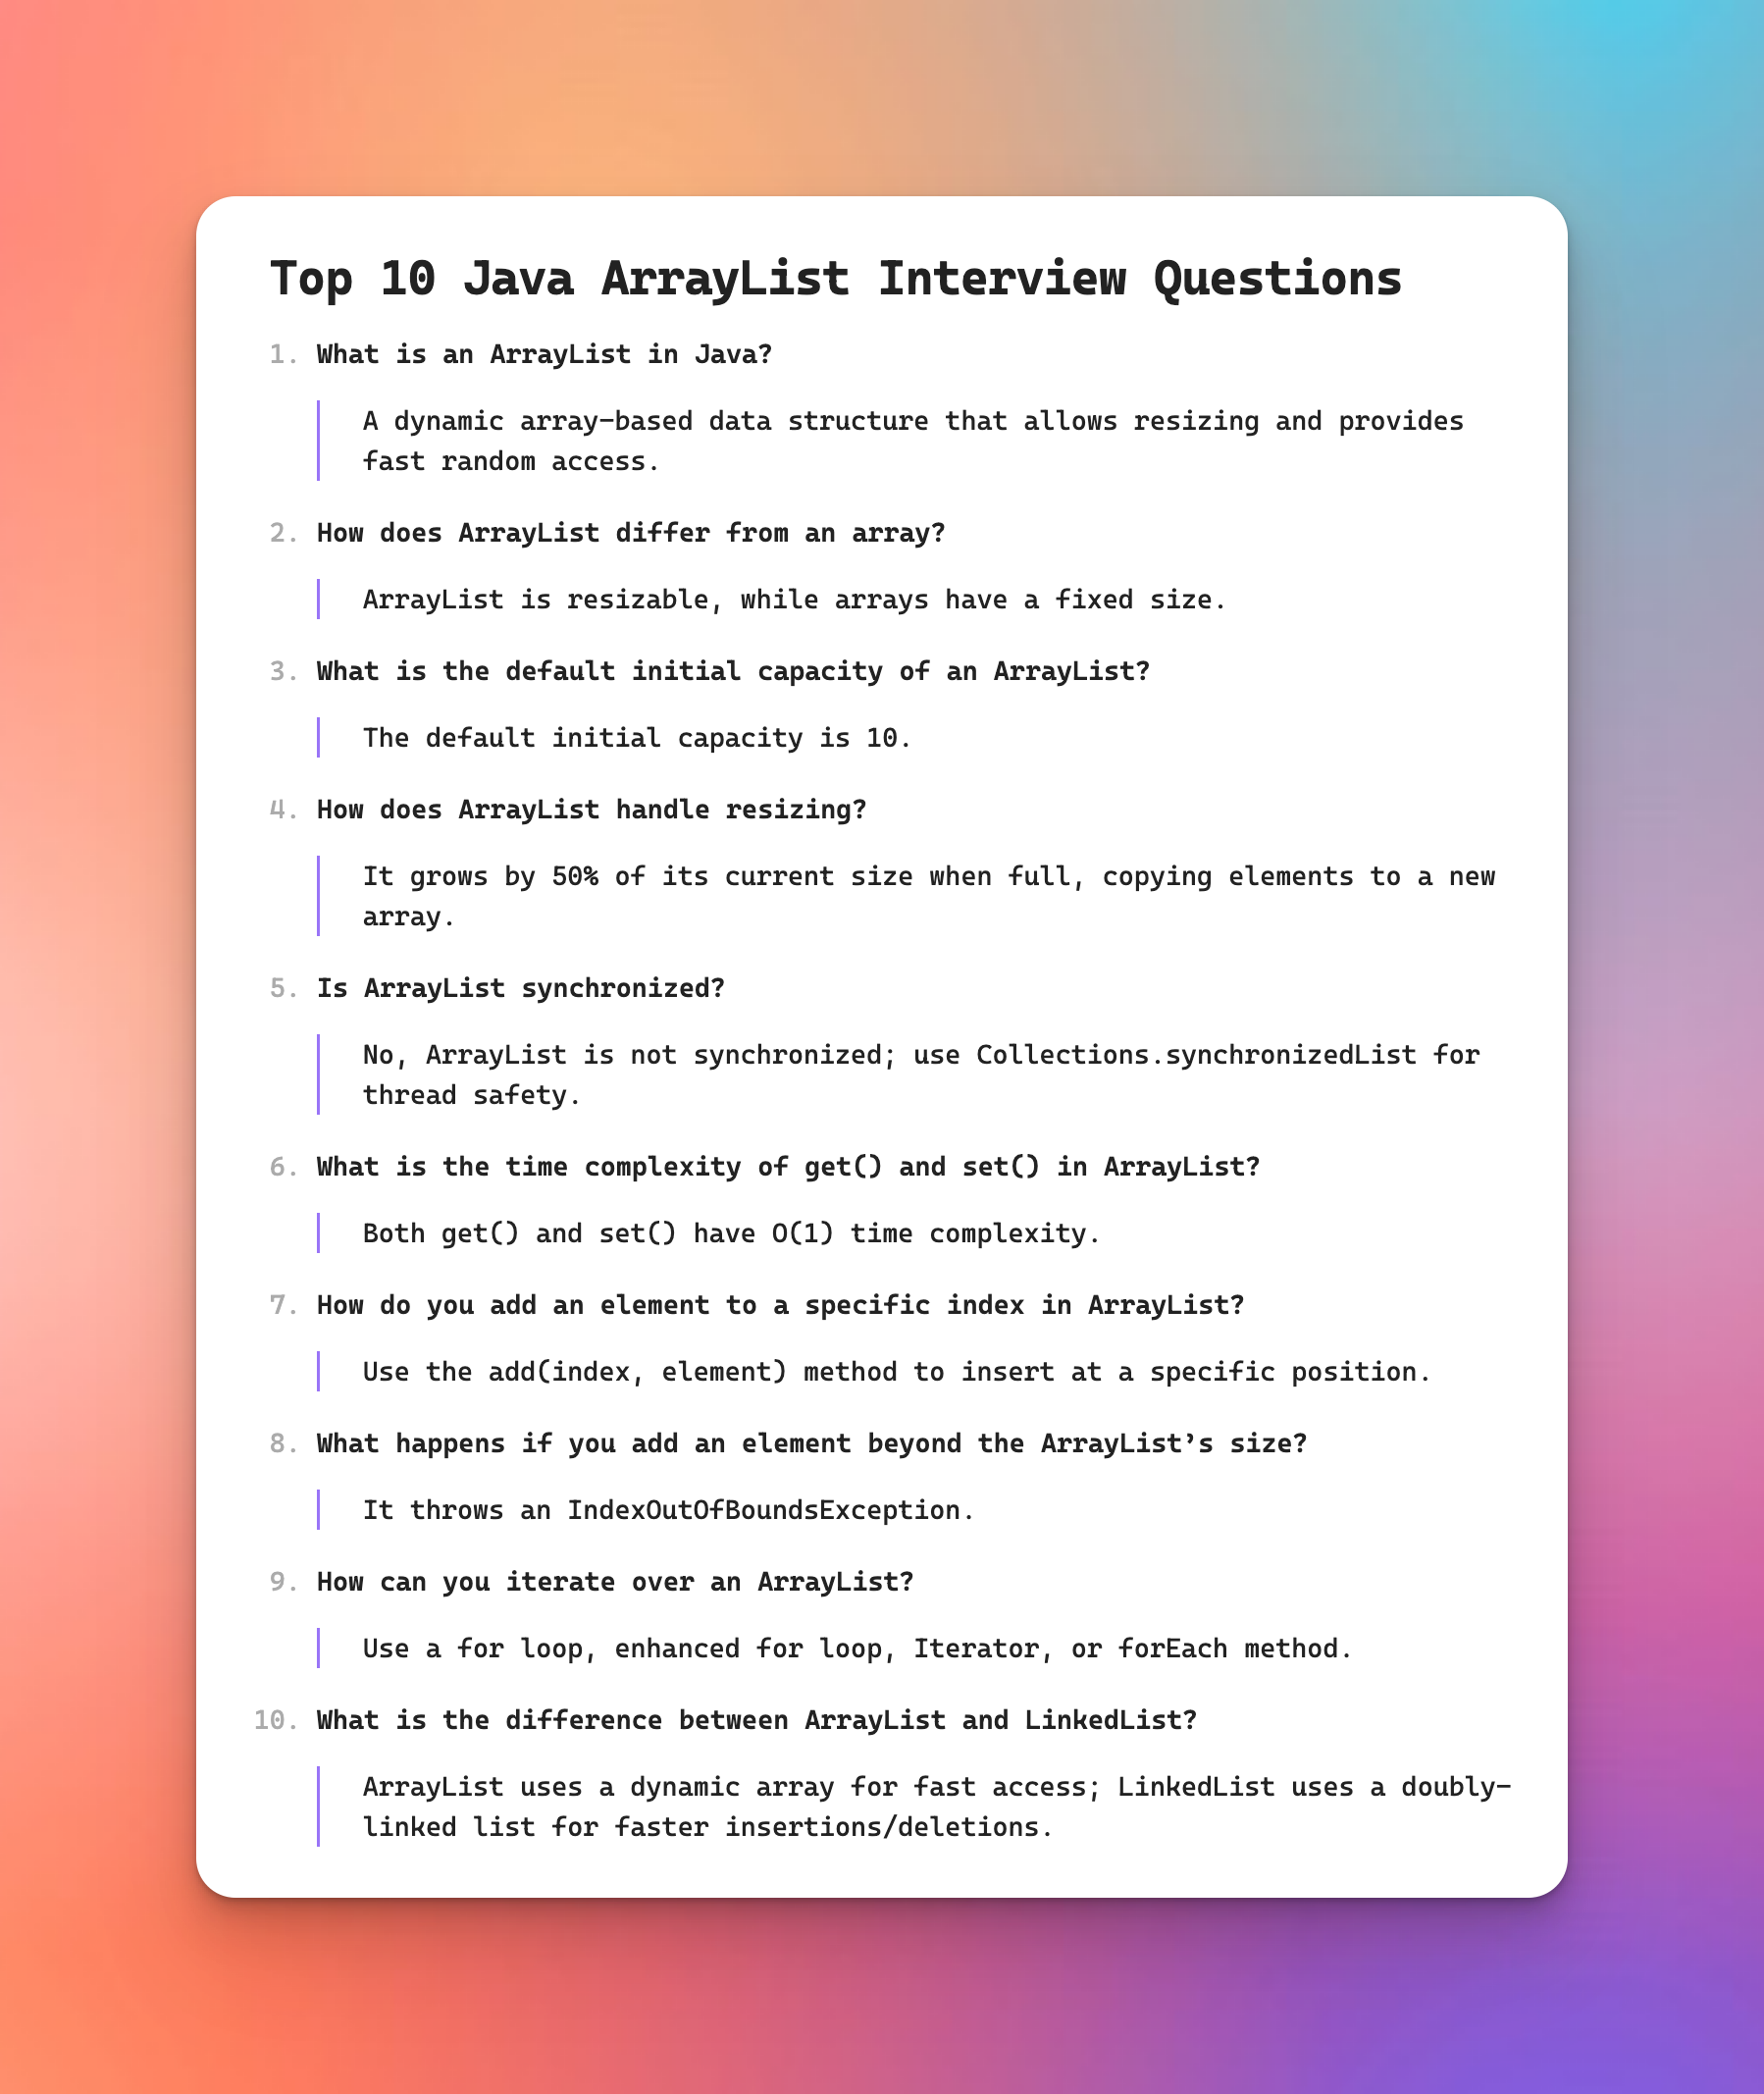 Top 10 Java ArrayList Interview Questions
1. What is an ArrayList in Java?
A dynamic array-based data structure that allows resizing and provides
fast random access.
2. How does ArrayList differ from an array?
ArrayList is resizable, while arrays have a fixed size.
3. What is the default initial capacity of an ArrayList?
The default initial capacity is 10.
4. How does ArrayList handle resizing?
It grows by 50% of its current size when full, copying elements to a new
array.
5. Is ArrayList synchronized?
No, ArrayList is not synchronized; use Collections.synchronizedList for
thread safety.
6. What is the time complexity of get() and set() in ArrayList?
Both get() and set() have O(1) time complexity.
7. How do you add an element to a specific index in ArrayList?
Use the add(index, element) method to insert at a specific position.
8. What happens if you add an element beyond the ArrayList’s size?
It throws an IndexOutOfBoundsException.
9. How can you iterate over an ArrayList?
Use a for loop, enhanced for loop, Iterator, or forEach method.
10. What is the difference between ArrayList and LinkedList?
ArrayList uses a dynamic array for fast access; LinkedList uses a doubly-
linked list for faster insertions/deletions.